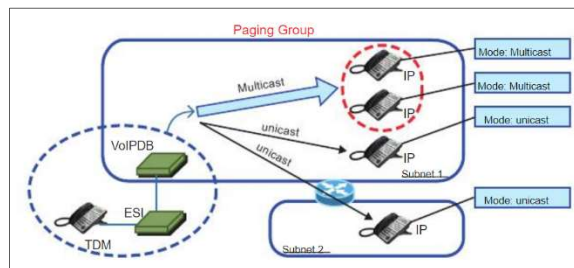 Paging Group
Mode: Multicast
IP
Multicast
Mode: Multicast
IP
unicast
Mode: unicast
VoIPDB
IP
unicast
Subnet 1
ESI
Mode: unicast
TDM
Subnet 2
IP